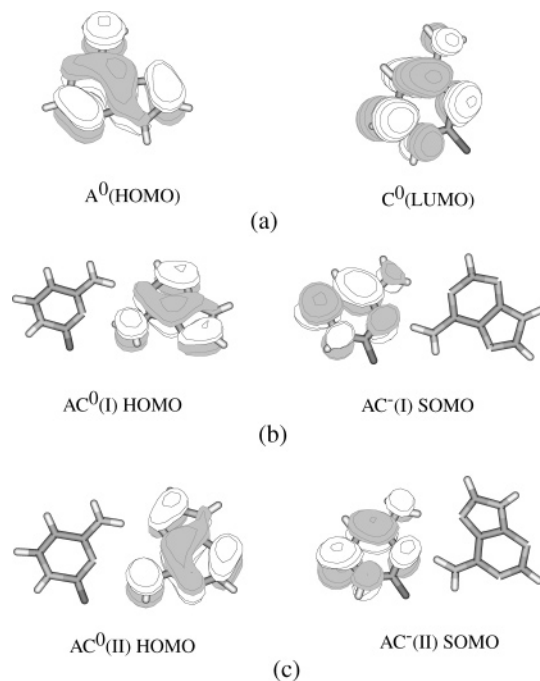 A⁰(HOMO) C⁰(LUMO)
(a)
AC⁰(I) HOMO AC⁻(I) SOMO
(b)
AC⁰(II) HOMO AC⁻(II) SOMO
(c)